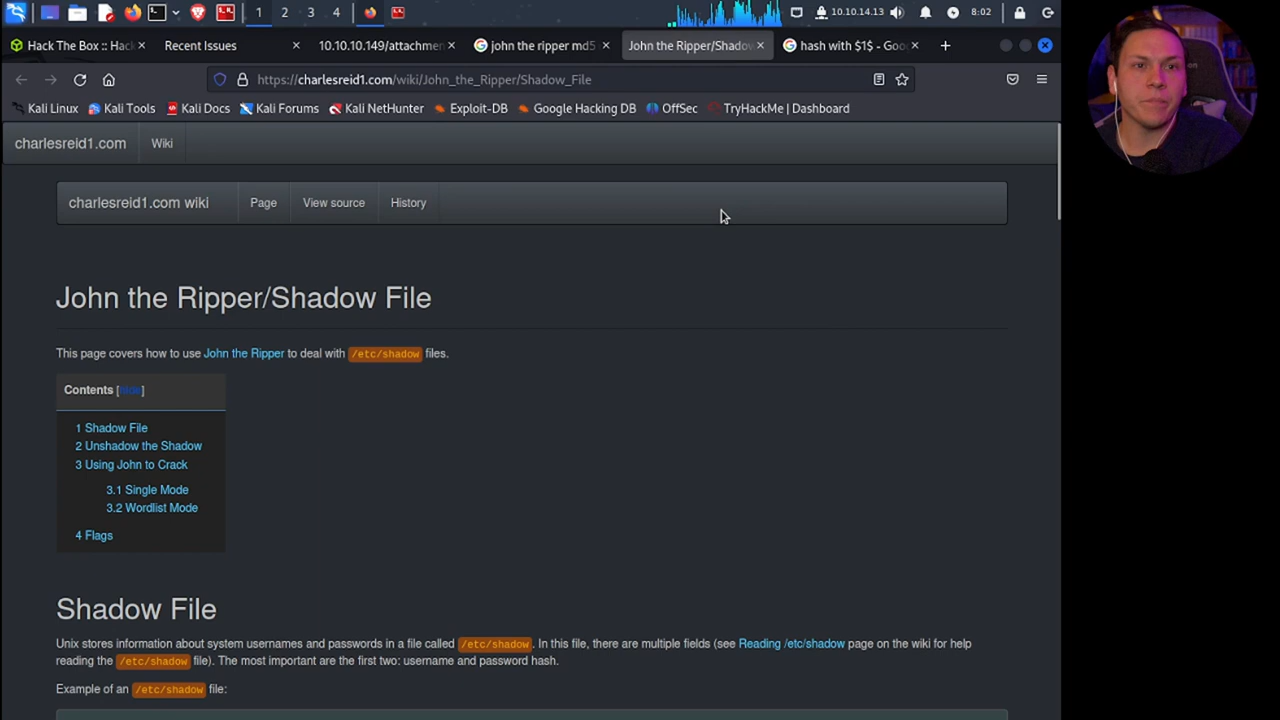 1 2 3 4 10.10.14.13 8:02
Hack The Box :: Hack
Recent Issues
10.10.10.149/attachmen
john the ripper md5
John the Ripper/Shadow
hash with $1$ - Goo
https://charlesreid1.com/wiki/John_the_Ripper/Shadow_File
Kali Linux Kali Tools Kali Docs Kali Forums Kali NetHunter Exploit-DB Google Hacking DB OffSec TryHackMe | Dashboard
charlesreid1.com Wiki
charlesreid1.com wiki Page View source History
John the Ripper/Shadow File
This page covers how to use John the Ripper to deal with /etc/shadow files.
Contents [hide]
1 Shadow File
2 Unshadow the Shadow
3 Using John to Crack
3.1 Single Mode
3.2 Wordlist Mode
4 Flags
Shadow File
Unix stores information about system usernames and passwords in a file called /etc/shadow. In this file, there are multiple fields (see Reading /etc/shadow page on the wiki for help
reading the /etc/shadow file). The most important are the first two: username and password hash.
Example of an /etc/shadow file: